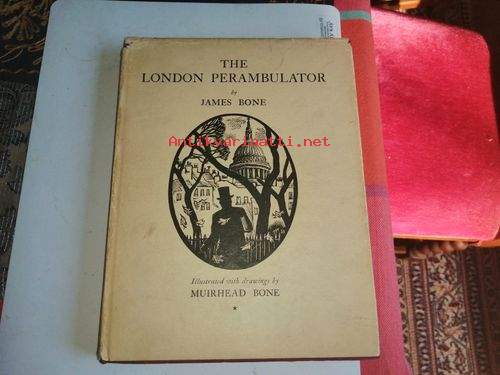 THE
LONDON PERAMBULATOR
by
JAMES BONE
Antikvariaatti.net
Illustrated with drawings by
MUIRHEAD BONE
*